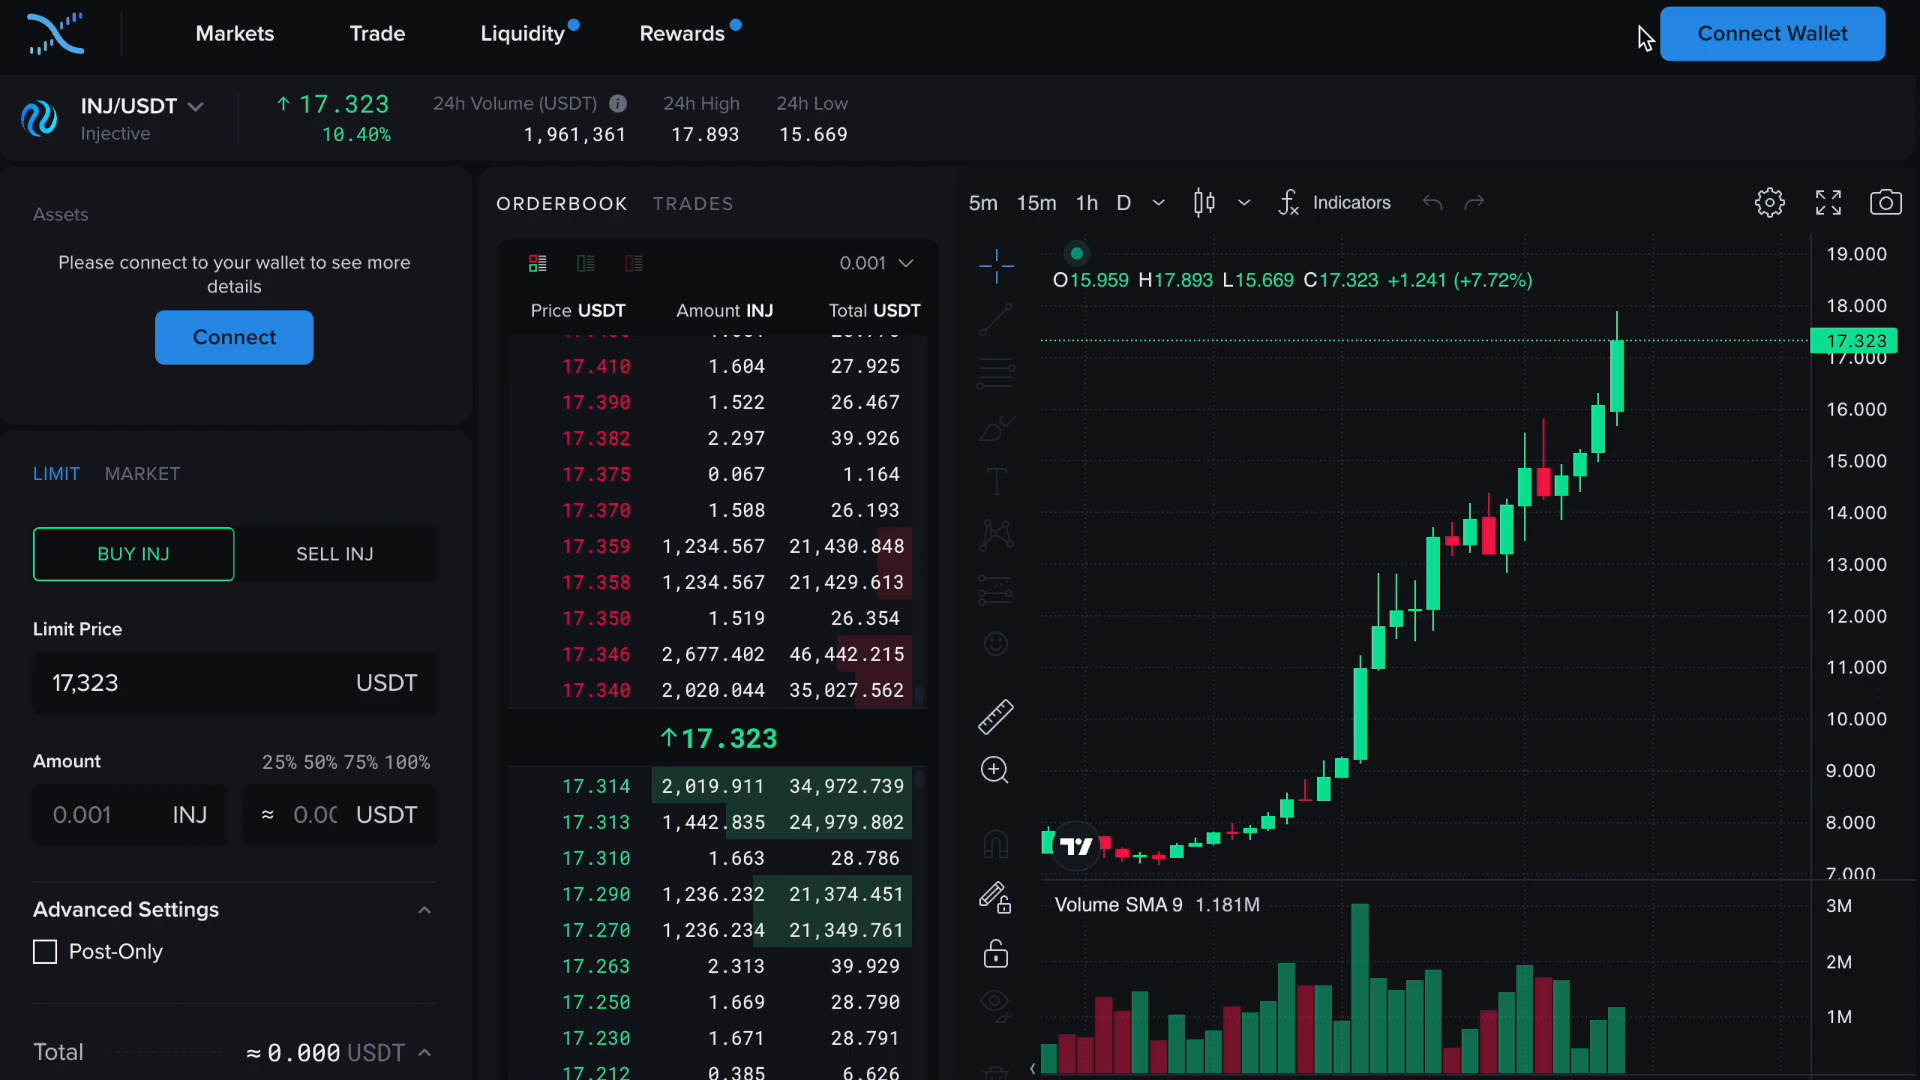 Markets
Trade
Liquidity
Rewards
Connect Wallet
INJ/USDT
Injective
↑ 17.323
10.40%
24h Volume (USDT)
1,961,361
24h High
17.893
24h Low
15.669
Assets
Please connect to your wallet to see more
details
Connect
LIMIT MARKET
BUY INJ
SELL INJ
Limit Price
17,323 USDT
Amount 25% 50% 75% 100%
0.001 INJ
≈ 0.00 USDT
Advanced Settings
Post-Only
Total ≈ 0.000 USDT
ORDERBOOK TRADES
0.001
Price USDT Amount INJ Total USDT
17.410 1.604 27.925
17.390 1.522 26.467
17.382 2.297 39.926
17.375 0.067 1.164
17.370 1.508 26.193
17.359 1,234.567 21,430.848
17.358 1,234.567 21,429.613
17.350 1.519 26.354
17.346 2,677.402 46,442.215
17.340 2,020.044 35,027.562
↑17.323
17.314 2,019.911 34,972.739
17.313 1,442.835 24,979.802
17.310 1.663 28.786
17.290 1,236.232 21,374.451
17.270 1,236.234 21,349.761
17.263 2.313 39.929
17.250 1.669 28.790
17.230 1.671 28.791
17.212 0.385 6.626
5m 15m 1h D Indicators
O15.959 H17.893 L15.669 C17.323 +1.241 (+7.72%)
19.000
18.000
17.323
17.000
16.000
15.000
14.000
13.000
12.000
11.000
10.000
9.000
8.000
7.000
Volume SMA 9 1.181M
3M
2M
1M